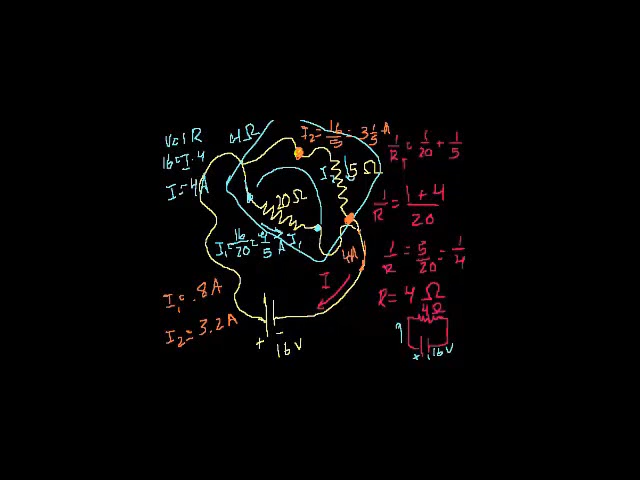 V=IR
16=I·4
I=4A
4Ω
I₂=16/5=3 1/5 A
I₂
5Ω
20Ω
I₁=16/20=4/5 A
I₁
4A
I
I₁=.8A
I₂=3.2A
+
-
16V
1/R_T=1/20+1/5
1/R=1+4/20
1/R=5/20=1/4
R=4Ω
4Ω
+
16V